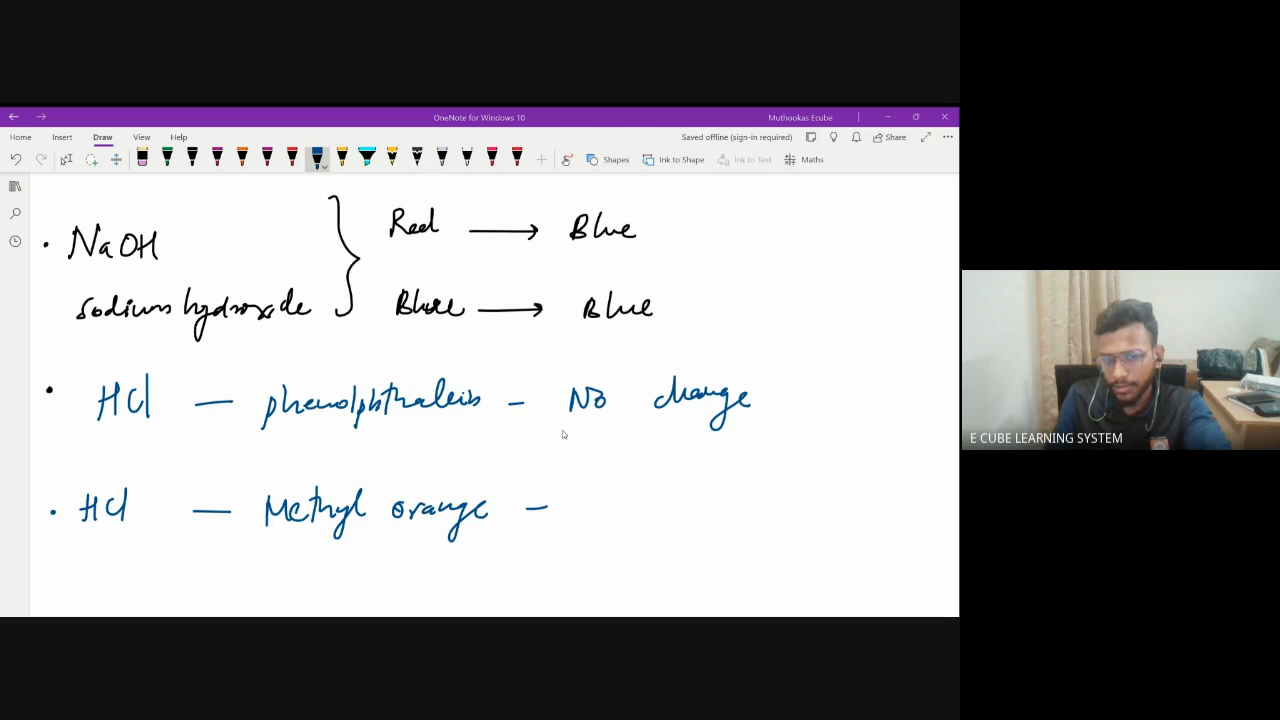 OneNote for Windows 10
Muthookas Ecube
Home Insert Draw View Help
Saved offline (sign-in required)
Share
Shapes
Ink to Shape
Ink to Text
Maths
• NaOH
sodium hydroxide
Red → Blue
Blue → Blue
• HCl — phenolphthalein - No change
• HCl — Methyl orange -
E CUBE LEARNING SYSTEM